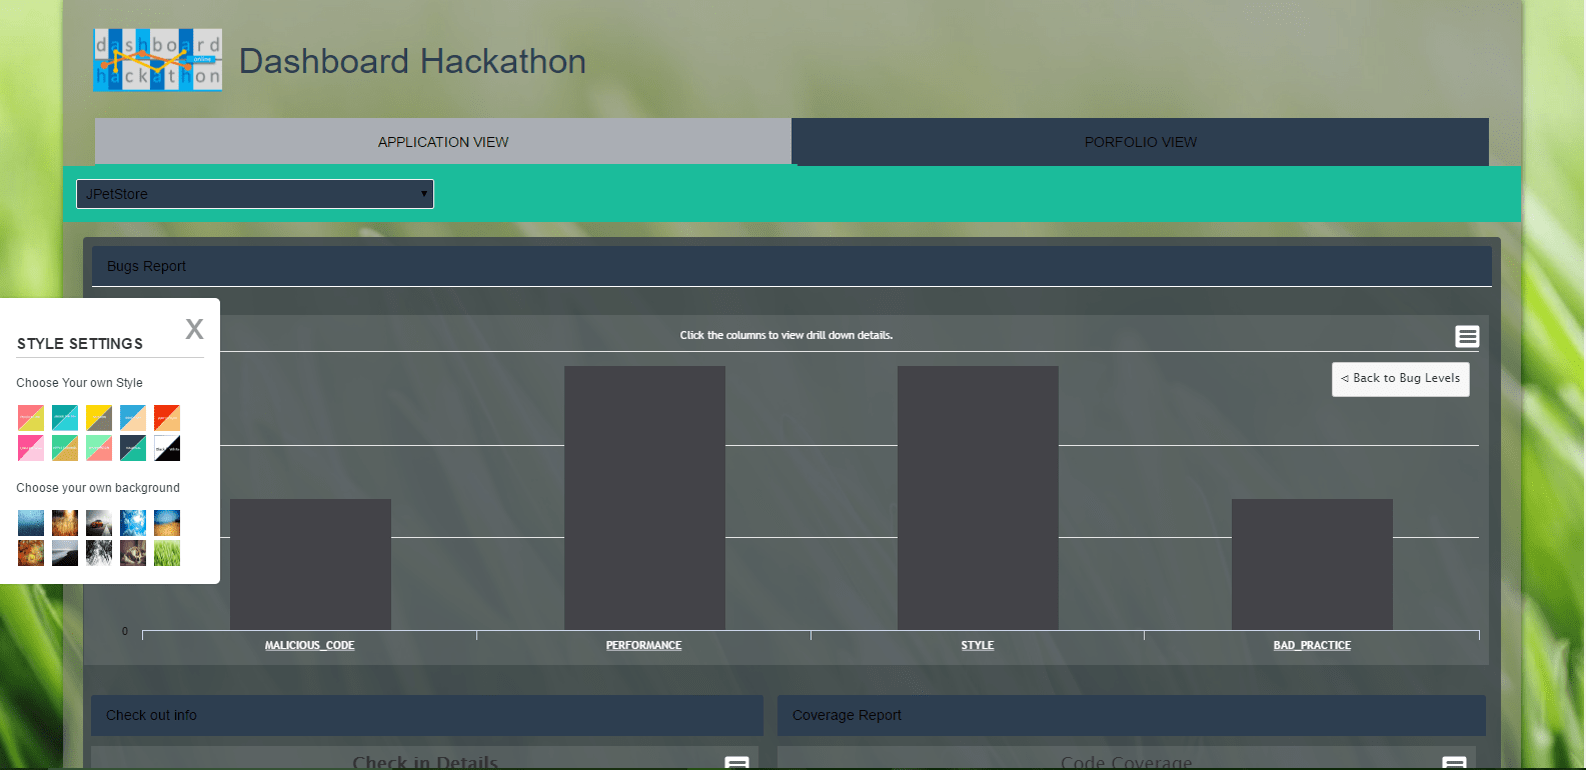 dashboard
online
hackathon
Dashboard Hackathon
APPLICATION VIEW
PORFOLIO VIEW
JPetStore
Bugs Report
Click the columns to view drill down details.
X
STYLE SETTINGS
⊲ Back to Bug Levels
Choose Your own Style
Choose your own background
0
MALICIOUS_CODE
PERFORMANCE
STYLE
BAD_PRACTICE
Check out info
Coverage Report
Check in Details
Code Coverage